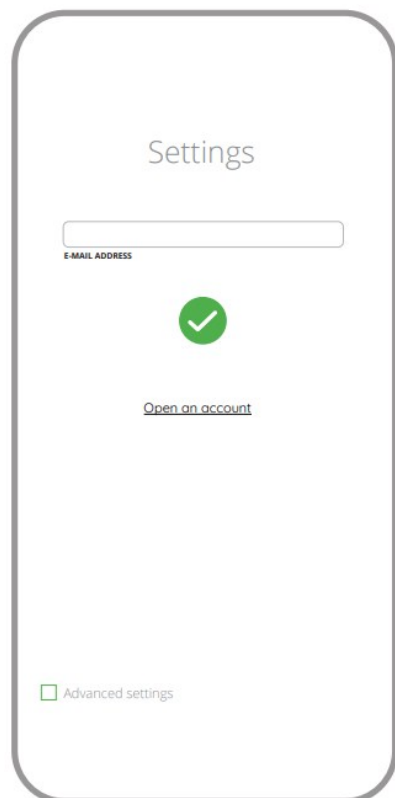 Settings
E-MAIL ADDRESS
Open an account
Advanced settings